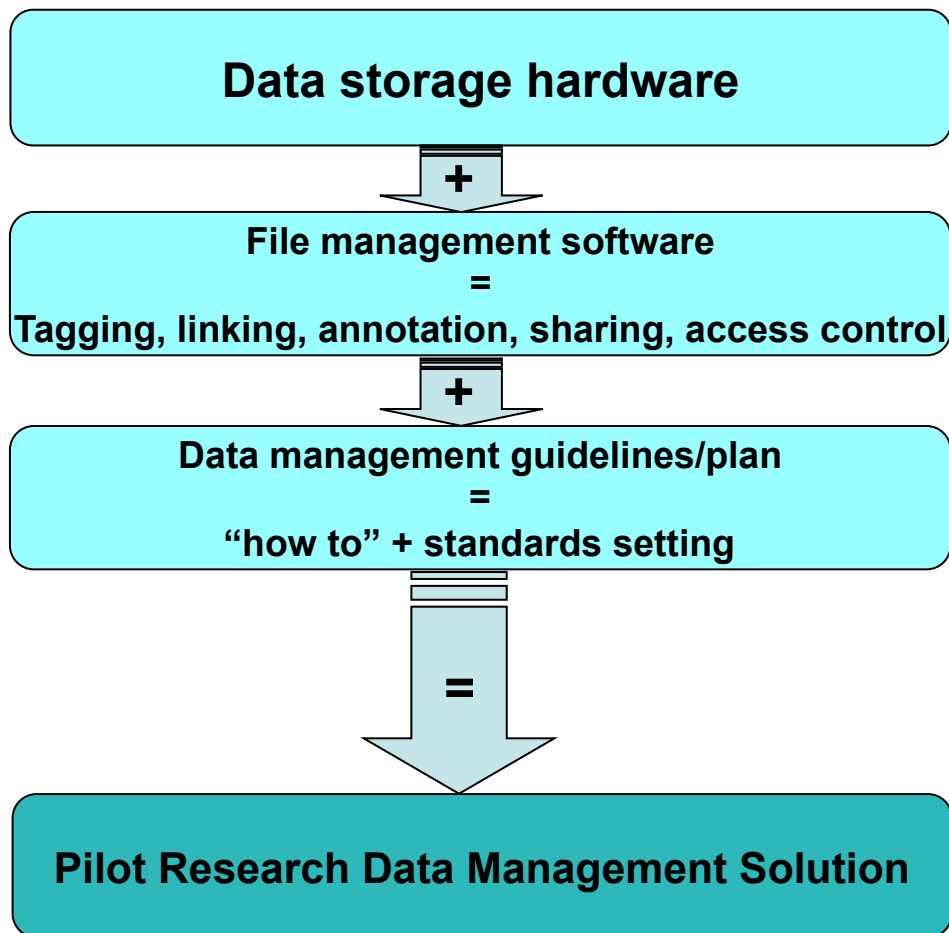 Data storage hardware
+
File management software
=
Tagging, linking, annotation, sharing, access control
+
Data management guidelines/plan
=
“how to” + standards setting
=
Pilot Research Data Management Solution